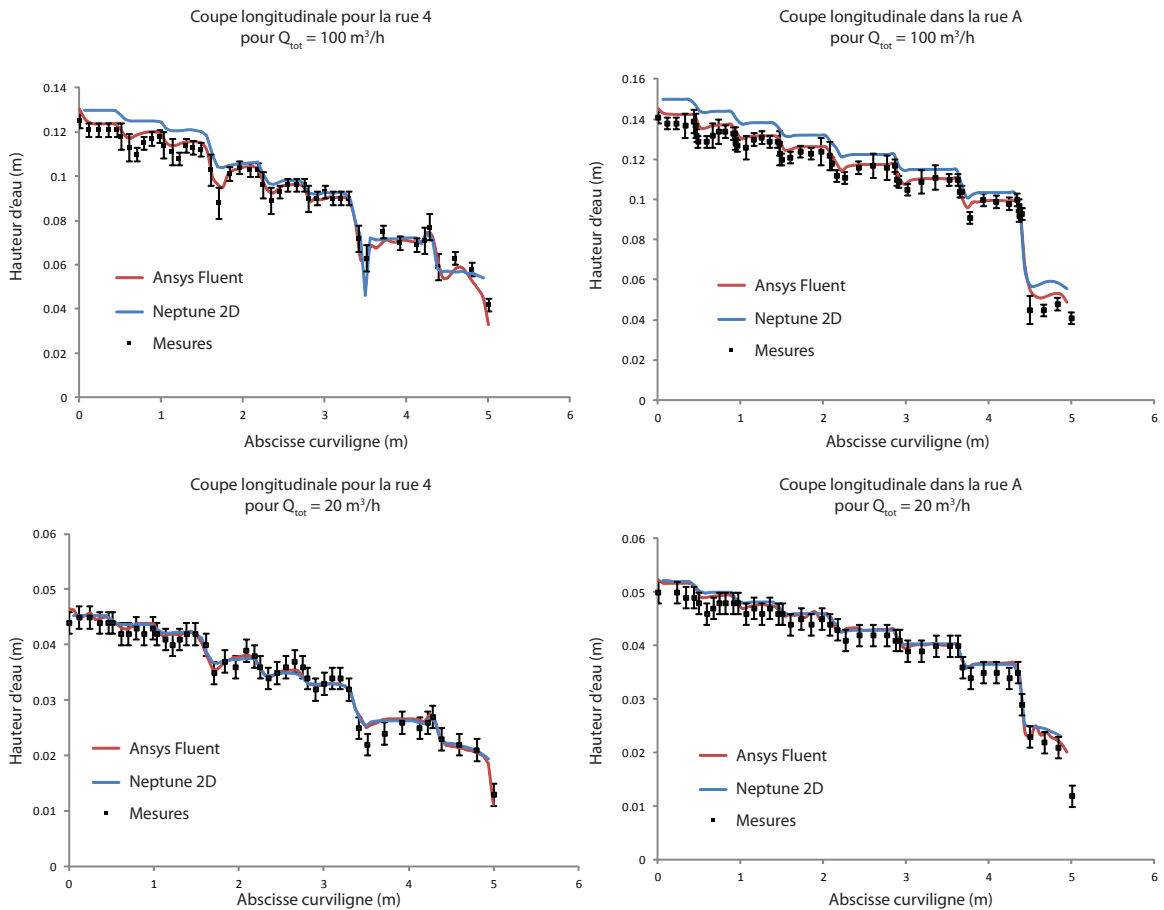 Coupe longitudinale pour la rue 4
pour Qtot = 100 m³/h
Hauteur d'eau (m)
0.14
0.12
0.1
0.08
0.06
0.04
0.02
0
Ansys Fluent
Neptune 2D
Mesures
0 1 2 3 4 5 6
Abscisse curviligne (m)
Coupe longitudinale dans la rue A
pour Qtot = 100 m³/h
Hauteur d'eau (m)
0.16
0.14
0.12
0.1
0.08
0.06
0.04
0.02
0
Ansys Fluent
Neptune 2D
Mesures
0 1 2 3 4 5 6
Abscisse curviligne (m)
Coupe longitudinale pour la rue 4
pour Qtot = 20 m³/h
Hauteur d'eau (m)
0.06
0.05
0.04
0.03
0.02
0.01
0
Ansys Fluent
Neptune 2D
Mesures
0 1 2 3 4 5 6
Abscisse curviligne (m)
Coupe longitudinale dans la rue A
pour Qtot = 20 m³/h
Hauteur d'eau (m)
0.06
0.05
0.04
0.03
0.02
0.01
0
Ansys Fluent
Neptune 2D
Mesures
0 1 2 3 4 5 6
Abscisse curviligne (m)